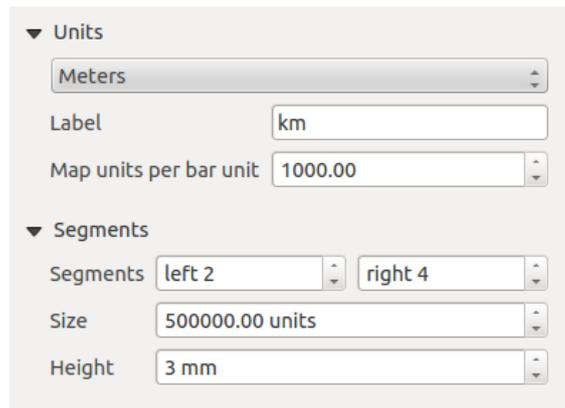 Units
Meters
Label km
Map units per bar unit 1000.00
Segments
Segments left 2 right 4
Size 500000.00 units
Height 3 mm